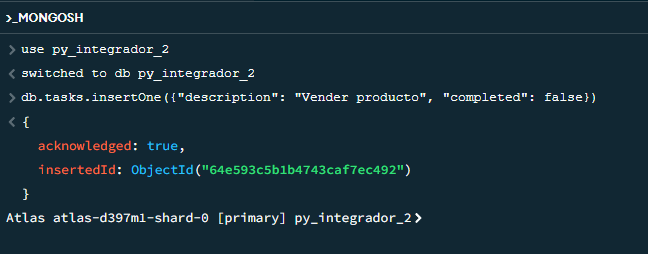 >_MONGOSH
> use py_integrador_2
< switched to db py_integrador_2
> db.tasks.insertOne({"description": "Vender producto", "completed": false})
< {
acknowledged: true,
insertedId: ObjectId("64e593c5b1b4743caf7ec492")
}
Atlas atlas-d397ml-shard-0 [primary] py_integrador_2>